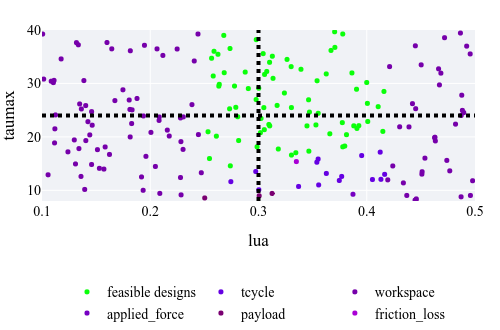 40
30
20
10
taumax
0.1 0.2 0.3 0.4 0.5
lua
feasible designs tcycle workspace
applied_force payload friction_loss